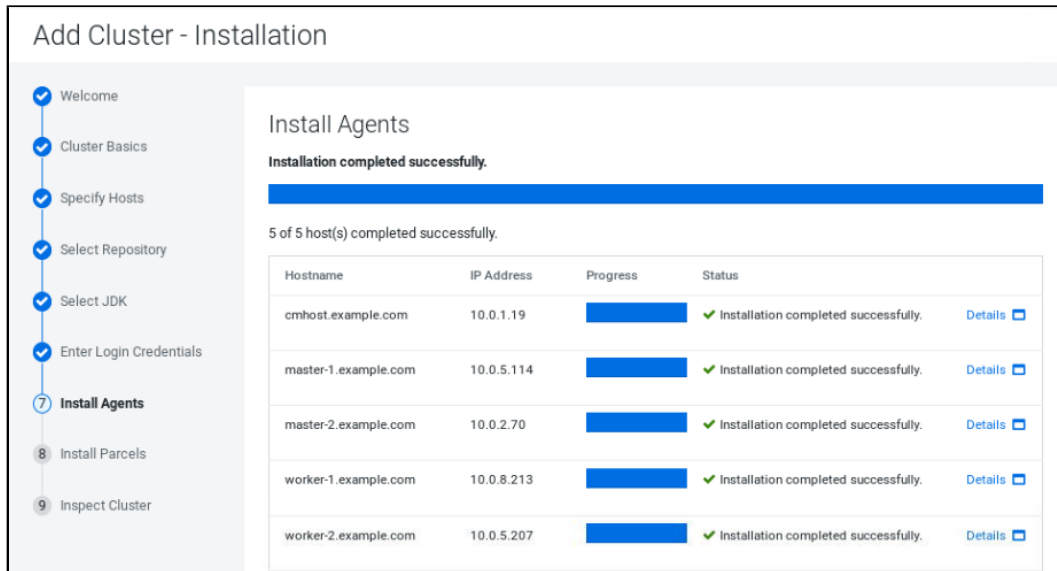 Add Cluster - Installation
Welcome
Cluster Basics
Specify Hosts
Select Repository
Select JDK
Enter Login Credentials
7 Install Agents
8 Install Parcels
9 Inspect Cluster
Install Agents
Installation completed successfully.
5 of 5 host(s) completed successfully.
Hostname IP Address Progress Status
cmhost.example.com 10.0.1.19 Installation completed successfully. Details
master-1.example.com 10.0.5.114 Installation completed successfully. Details
master-2.example.com 10.0.2.70 Installation completed successfully. Details
worker-1.example.com 10.0.8.213 Installation completed successfully. Details
worker-2.example.com 10.0.5.207 Installation completed successfully. Details